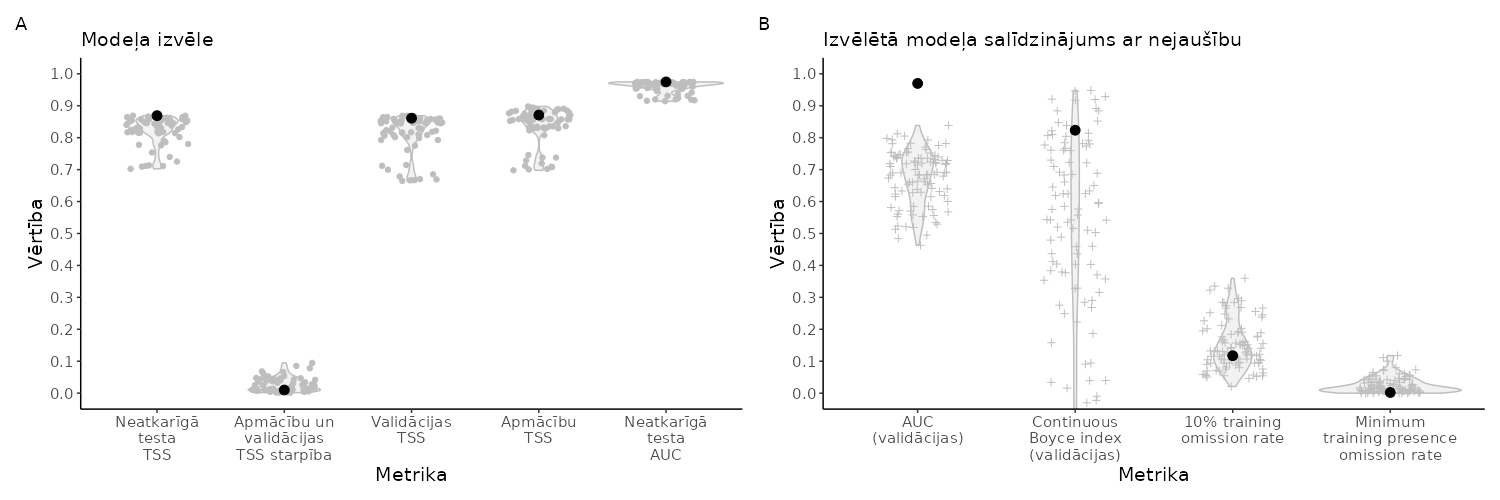 A
Modeļa izvēle
1.0
0.9
0.8
0.7
0.6
0.5
0.4
0.3
0.2
0.1
0.0
Vērtība
Neatkarīgā
testa
TSS
Apmācību un
validācijas
TSS starpība
Validācijas
TSS
Apmācību
TSS
Neatkarīgā
testa
AUC
Metrika
B
Izvēlētā modeļa salīdzinājums ar nejaušību
1.0
0.9
0.8
0.7
0.6
0.5
0.4
0.3
0.2
0.1
0.0
Vērtība
AUC
(validācijas)
Continuous
Boyce index
(validācijas)
10% training
omission rate
Minimum
training presence
omission rate
Metrika